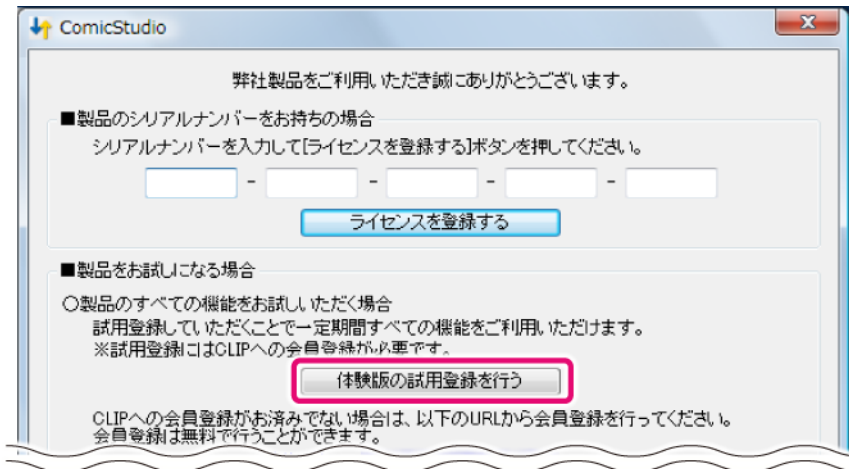 ComicStudio
弊社製品をご利用いただき誠にありがとうございます。
■製品のシリアルナンバーをお持ちの場合
シリアルナンバーを入力して[ライセンスを登録する]ボタンを押してください。
- - - -
ライセンスを登録する
■製品をお試しになる場合
○製品のすべての機能をお試しいただく場合
試用登録していただくことで一定期間すべての機能をご利用いただけます。
※試用登録にはCLIPへの会員登録が必要です。
体験版の試用登録を行う
CLIPへの会員登録がお済みでない場合は、以下のURLから会員登録を行ってください。
会員登録は無料で行うことができます。